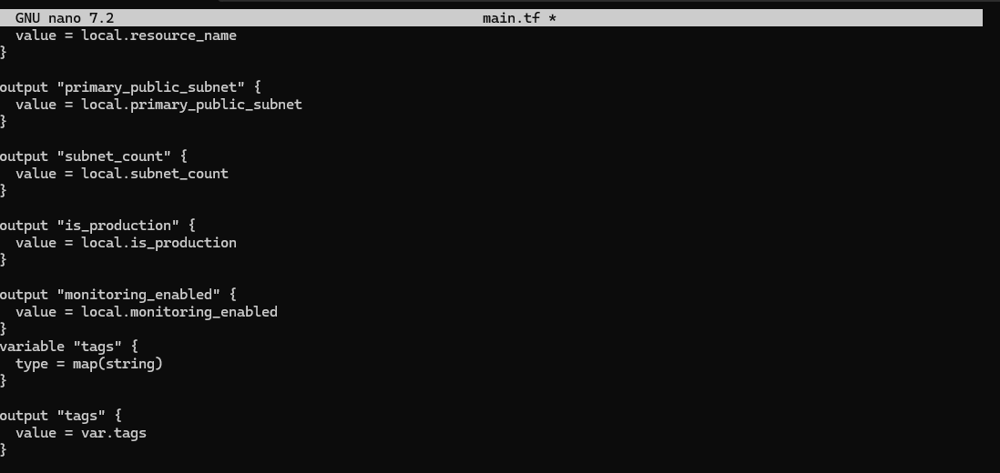 GNU nano 7.2 main.tf *
  value = local.resource_name
}

output "primary_public_subnet" {
  value = local.primary_public_subnet
}

output "subnet_count" {
  value = local.subnet_count
}

output "is_production" {
  value = local.is_production
}

output "monitoring_enabled" {
  value = local.monitoring_enabled
}
variable "tags" {
  type = map(string)
}

output "tags" {
  value = var.tags
}